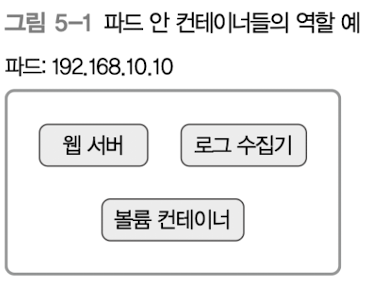 그림 5-1 파드 안 컨테이너들의 역할 예
파드: 192.168.10.10
웹 서버
로그 수집기
볼륨 컨테이너